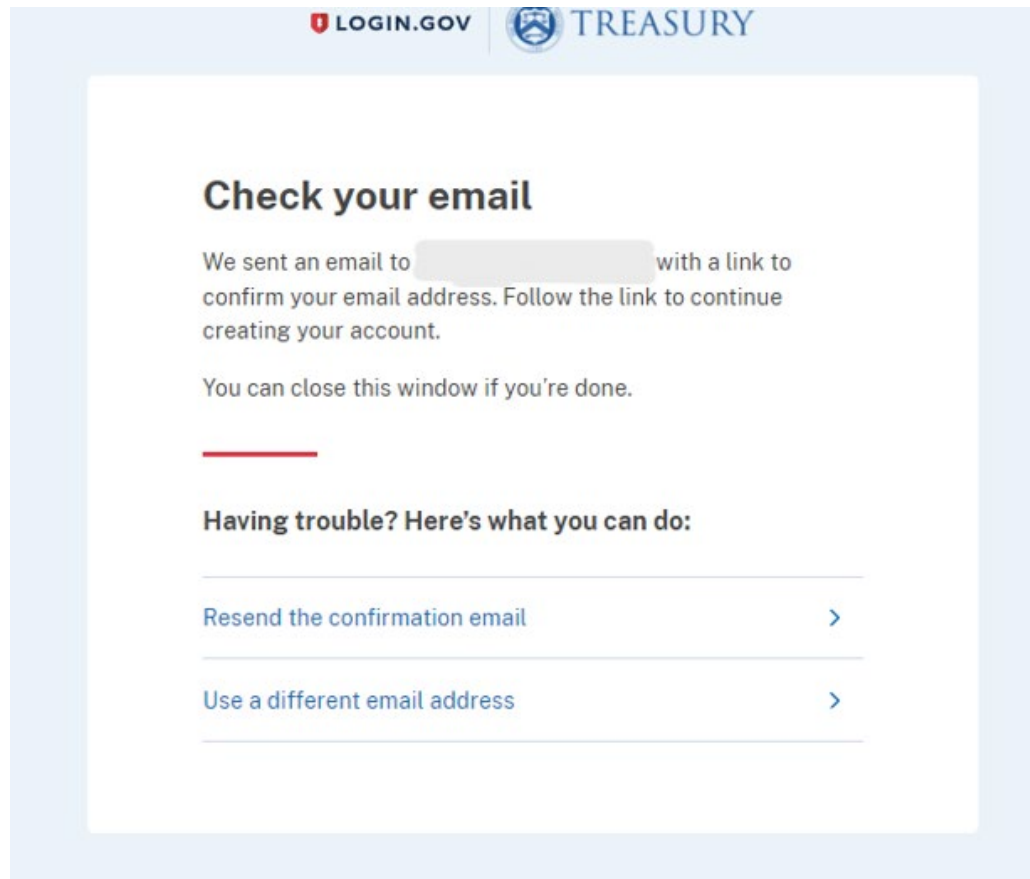 LOGIN.GOV TREASURY
Check your email
We sent an email to with a link to
confirm your email address. Follow the link to continue
creating your account.
You can close this window if you’re done.
Having trouble? Here’s what you can do:
Resend the confirmation email
Use a different email address